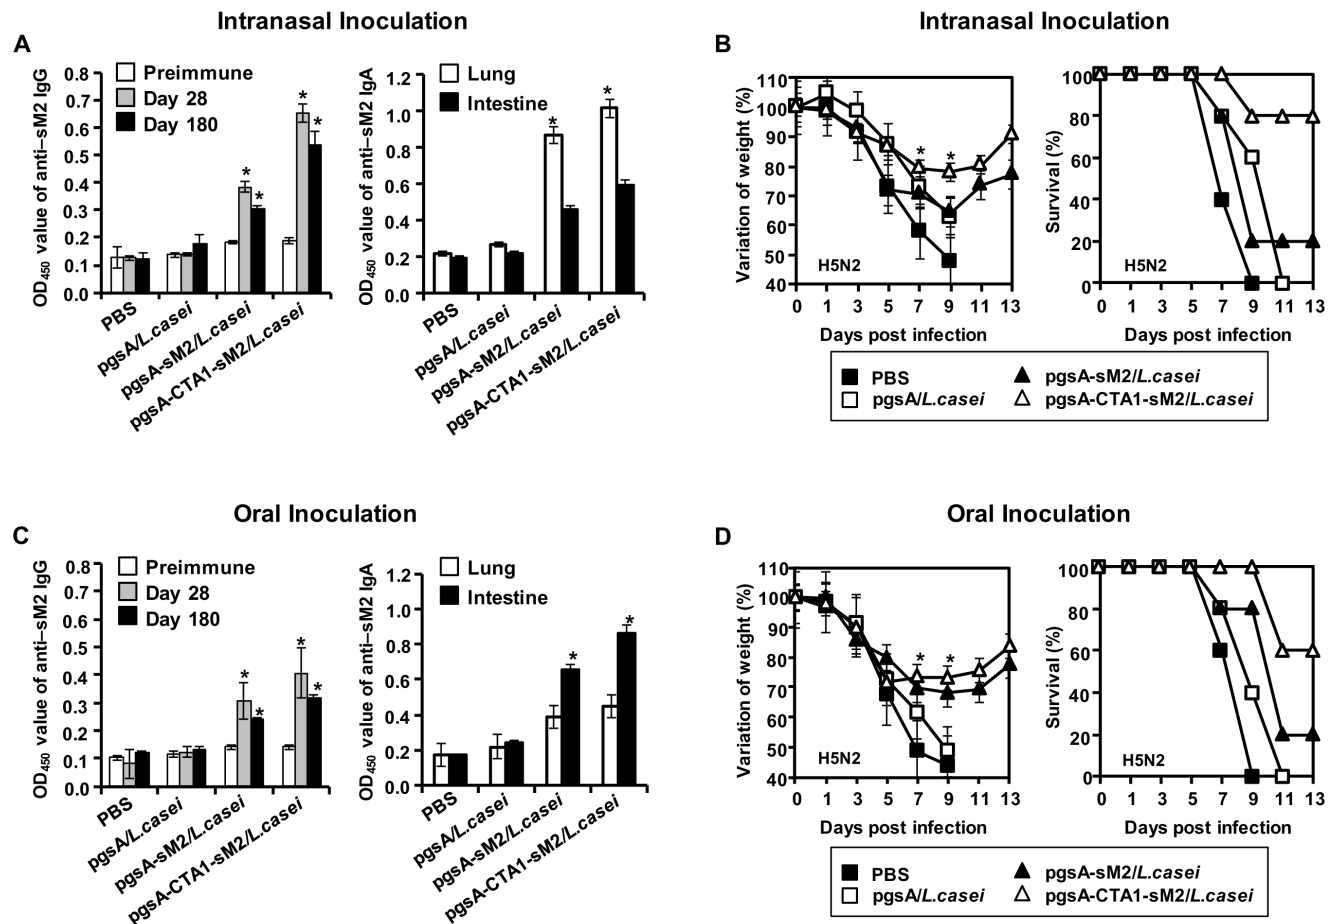 Intranasal Inoculation
Intranasal Inoculation
A
Preimmune
Day 28
Day 180
OD450 value of anti–sM2 IgG
0.8
0.7
0.6
0.5
0.4
0.3
0.2
0.1
0.0
* * * *
PBS
pgsA/L.casei
pgsA-sM2/L.casei
pgsA-CTA1-sM2/L.casei
Lung
Intestine
OD450 value of anti–sM2 IgA
1.2
1.0
0.8
0.6
0.4
0.2
0.0
* *
PBS
pgsA/L.casei
pgsA-sM2/L.casei
pgsA-CTA1-sM2/L.casei
B
Variation of weight (%)
110
100
90
80
70
60
50
40
* *
H5N2
0 1 3 5 7 9 11 13
Days post infection
Survival (%)
100
80
60
40
20
0
H5N2
0 1 3 5 7 9 11 13
Days post infection
PBS
pgsA-sM2/L.casei
pgsA/L.casei
pgsA-CTA1-sM2/L.casei
Oral Inoculation
Oral Inoculation
C
Preimmune
Day 28
Day 180
OD450 value of anti–sM2 IgG
0.8
0.7
0.6
0.5
0.4
0.3
0.2
0.1
0.0
* * * *
PBS
pgsA/L.casei
pgsA-sM2/L.casei
pgsA-CTA1-sM2/L.casei
Lung
Intestine
OD450 value of anti–sM2 IgA
1.2
1.0
0.8
0.6
0.4
0.2
0.0
* *
PBS
pgsA/L.casei
pgsA-sM2/L.casei
pgsA-CTA1-sM2/L.casei
D
Variation of weight (%)
110
100
90
80
70
60
50
40
* *
H5N2
0 1 3 5 7 9 11 13
Days post infection
Survival (%)
100
80
60
40
20
0
H5N2
0 1 3 5 7 9 11 13
Days post infection
PBS
pgsA-sM2/L.casei
pgsA/L.casei
pgsA-CTA1-sM2/L.casei